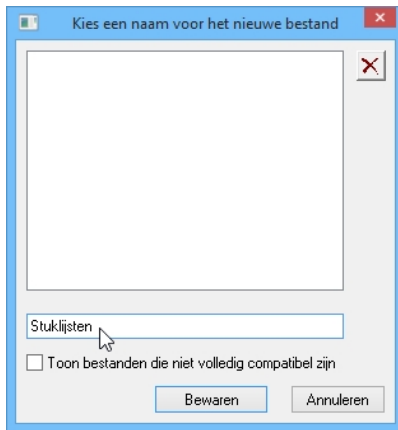 Kies een naam voor het nieuwe bestand
Stuklijsten
Toon bestanden die niet volledig compatibel zijn
Bewaren
Annuleren